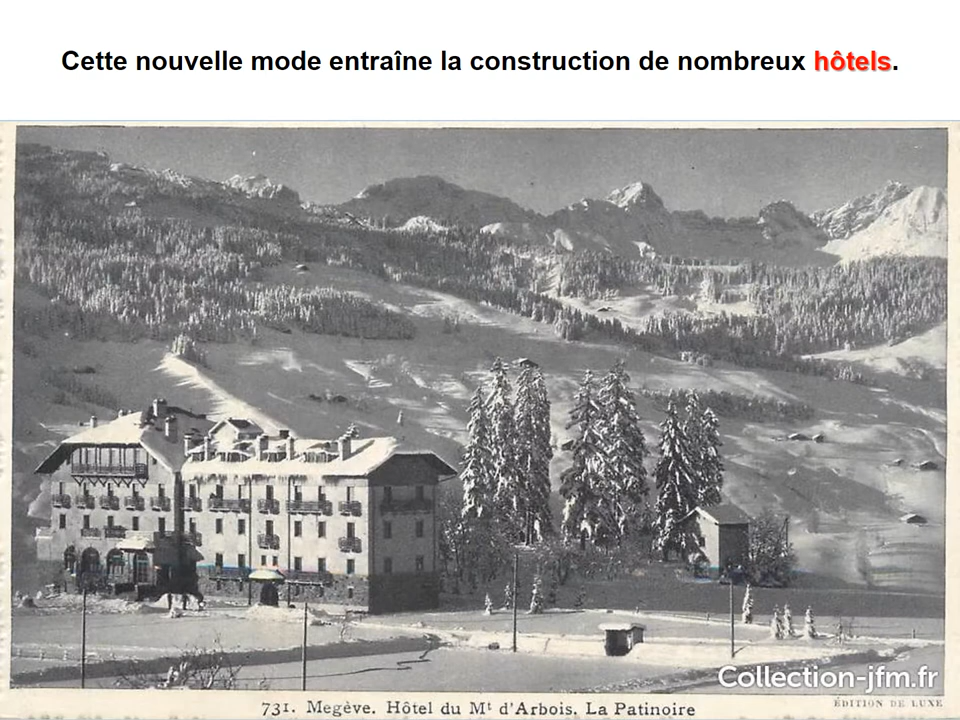 Cette nouvelle mode entraîne la construction de nombreux hôtels.
Collection-jfm.fr
731. Megève. Hôtel du Mt d'Arbois. La Patinoire
ÉDITION DE LUXE